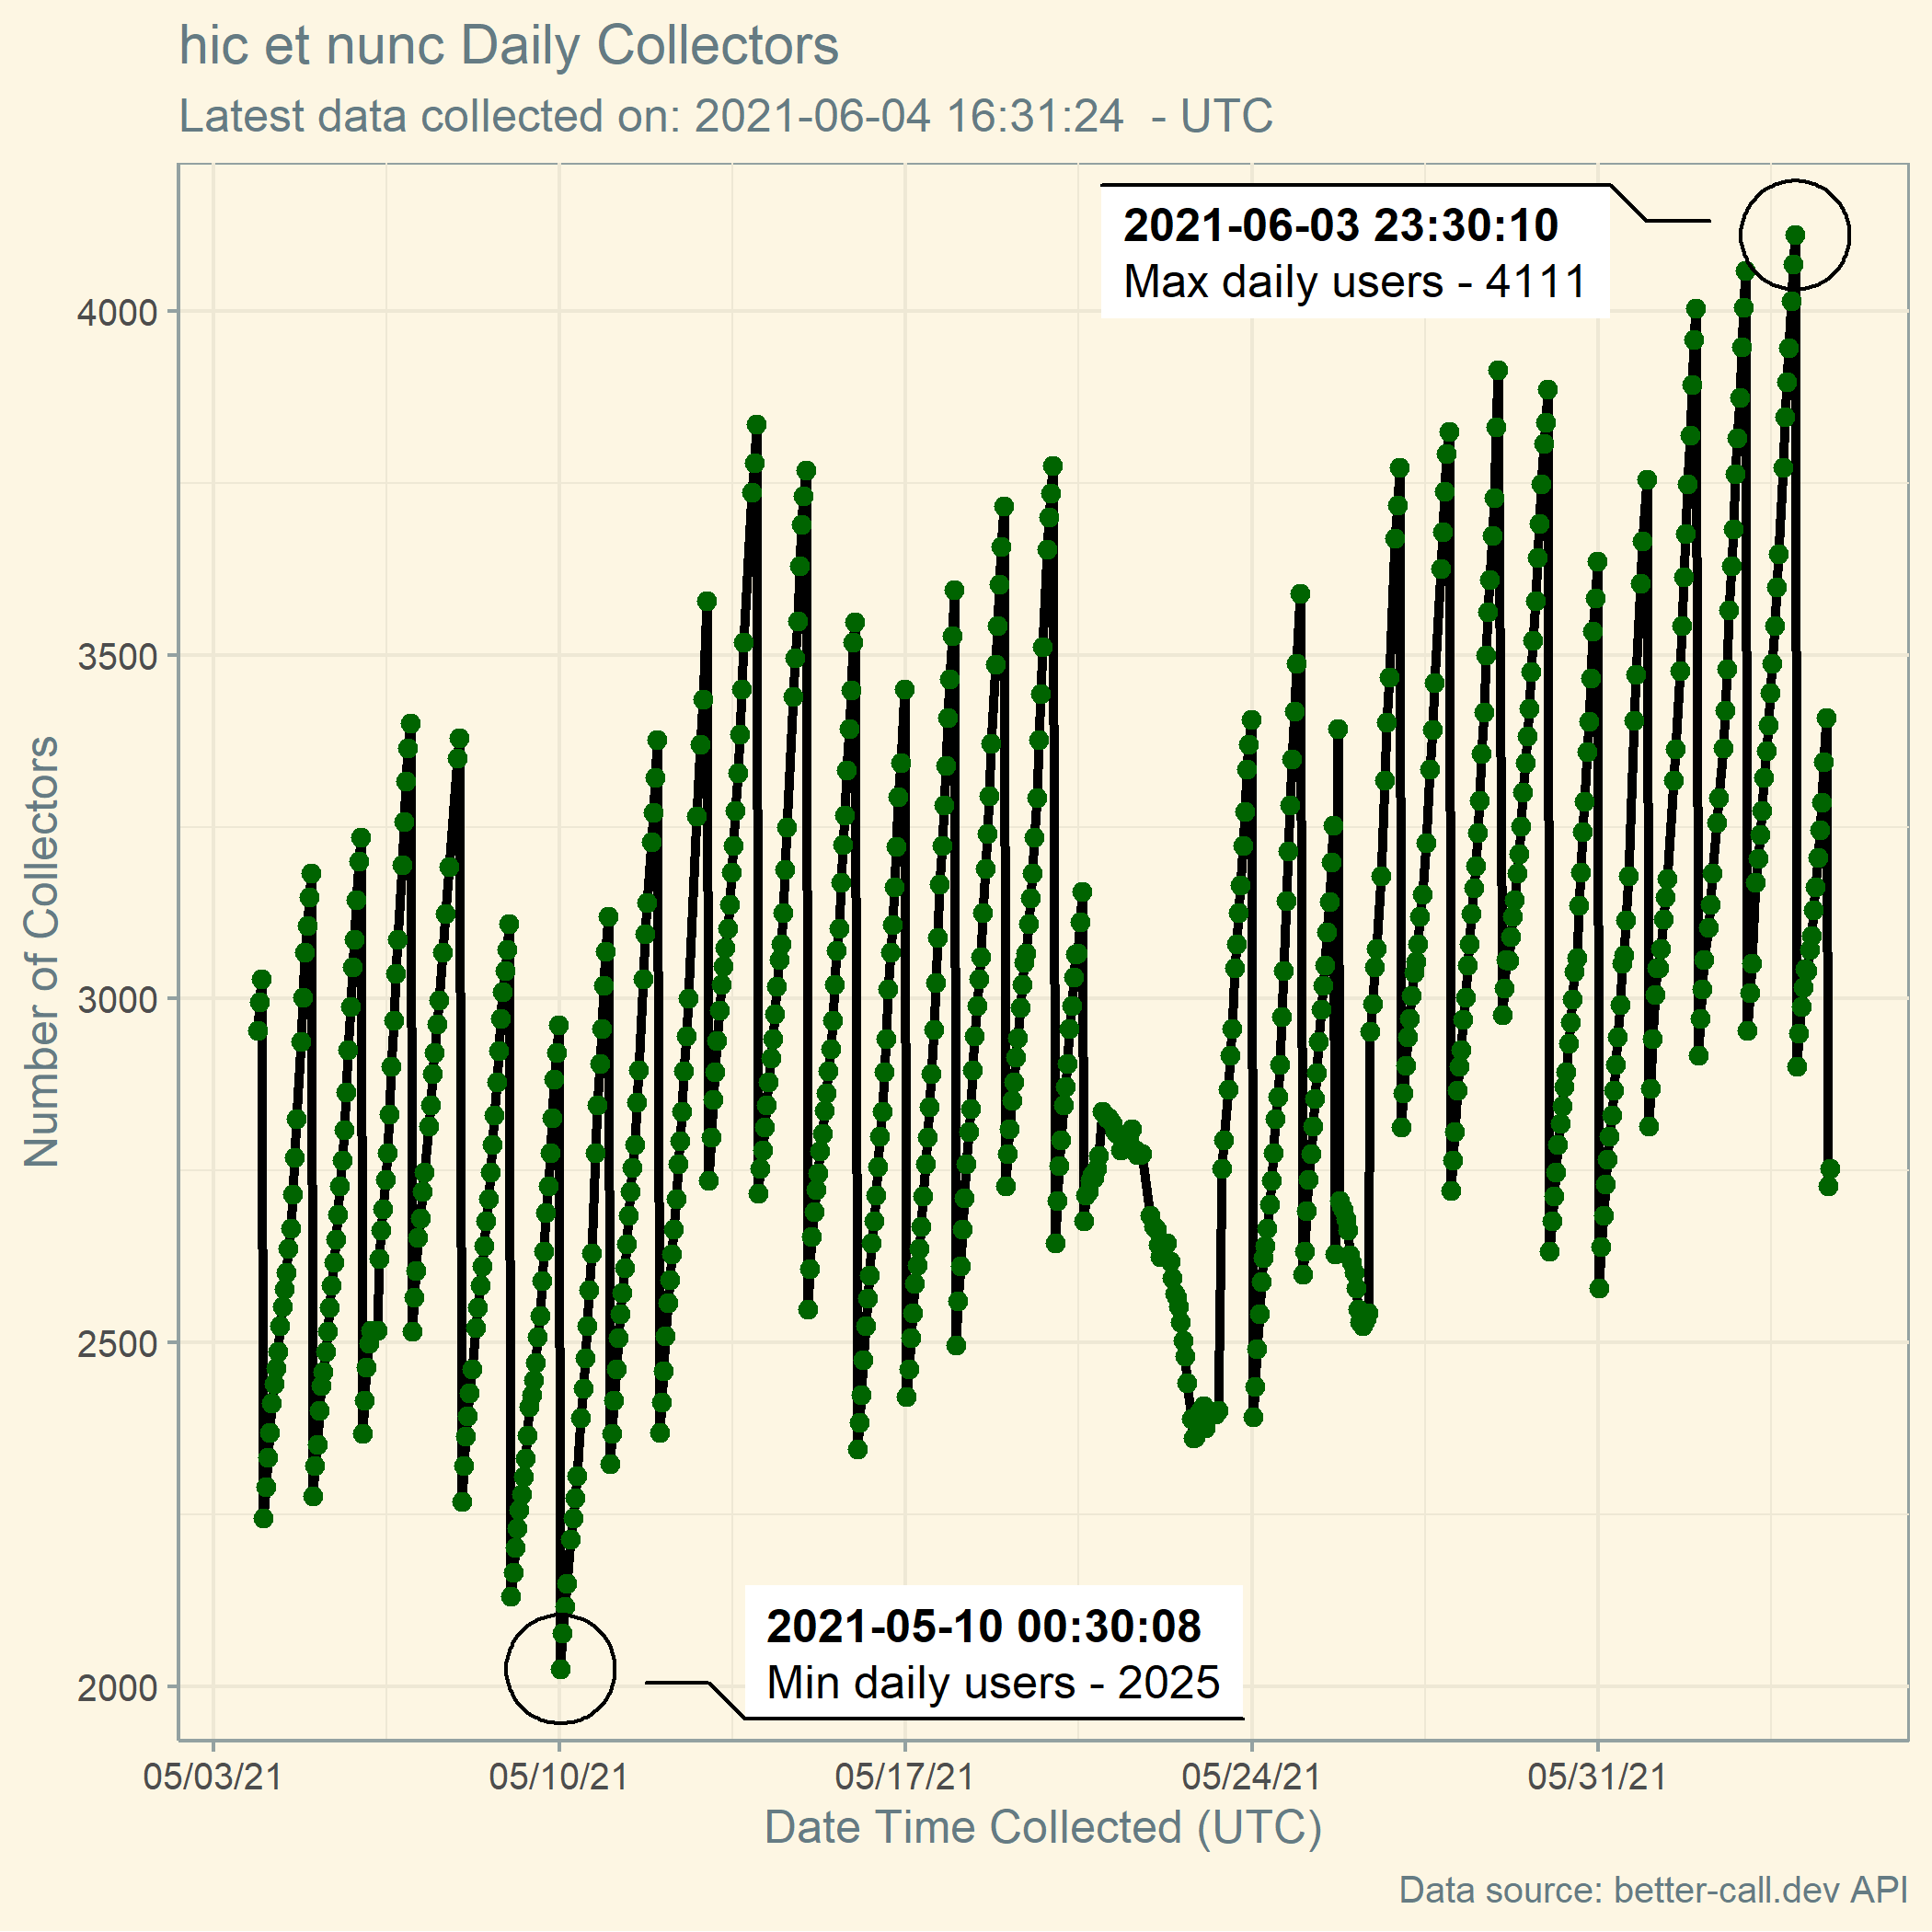 hic et nunc Daily Collectors
Latest data collected on: 2021-06-04 16:31:24  - UTC
2021-06-03 23:30:10
Max daily users - 4111
4000
3500
3000
2500
2000
Number of Collectors
2021-05-10 00:30:08
Min daily users - 2025
05/03/21 05/10/21 05/17/21 05/24/21 05/31/21
Date Time Collected (UTC)
Data source: better-call.dev API